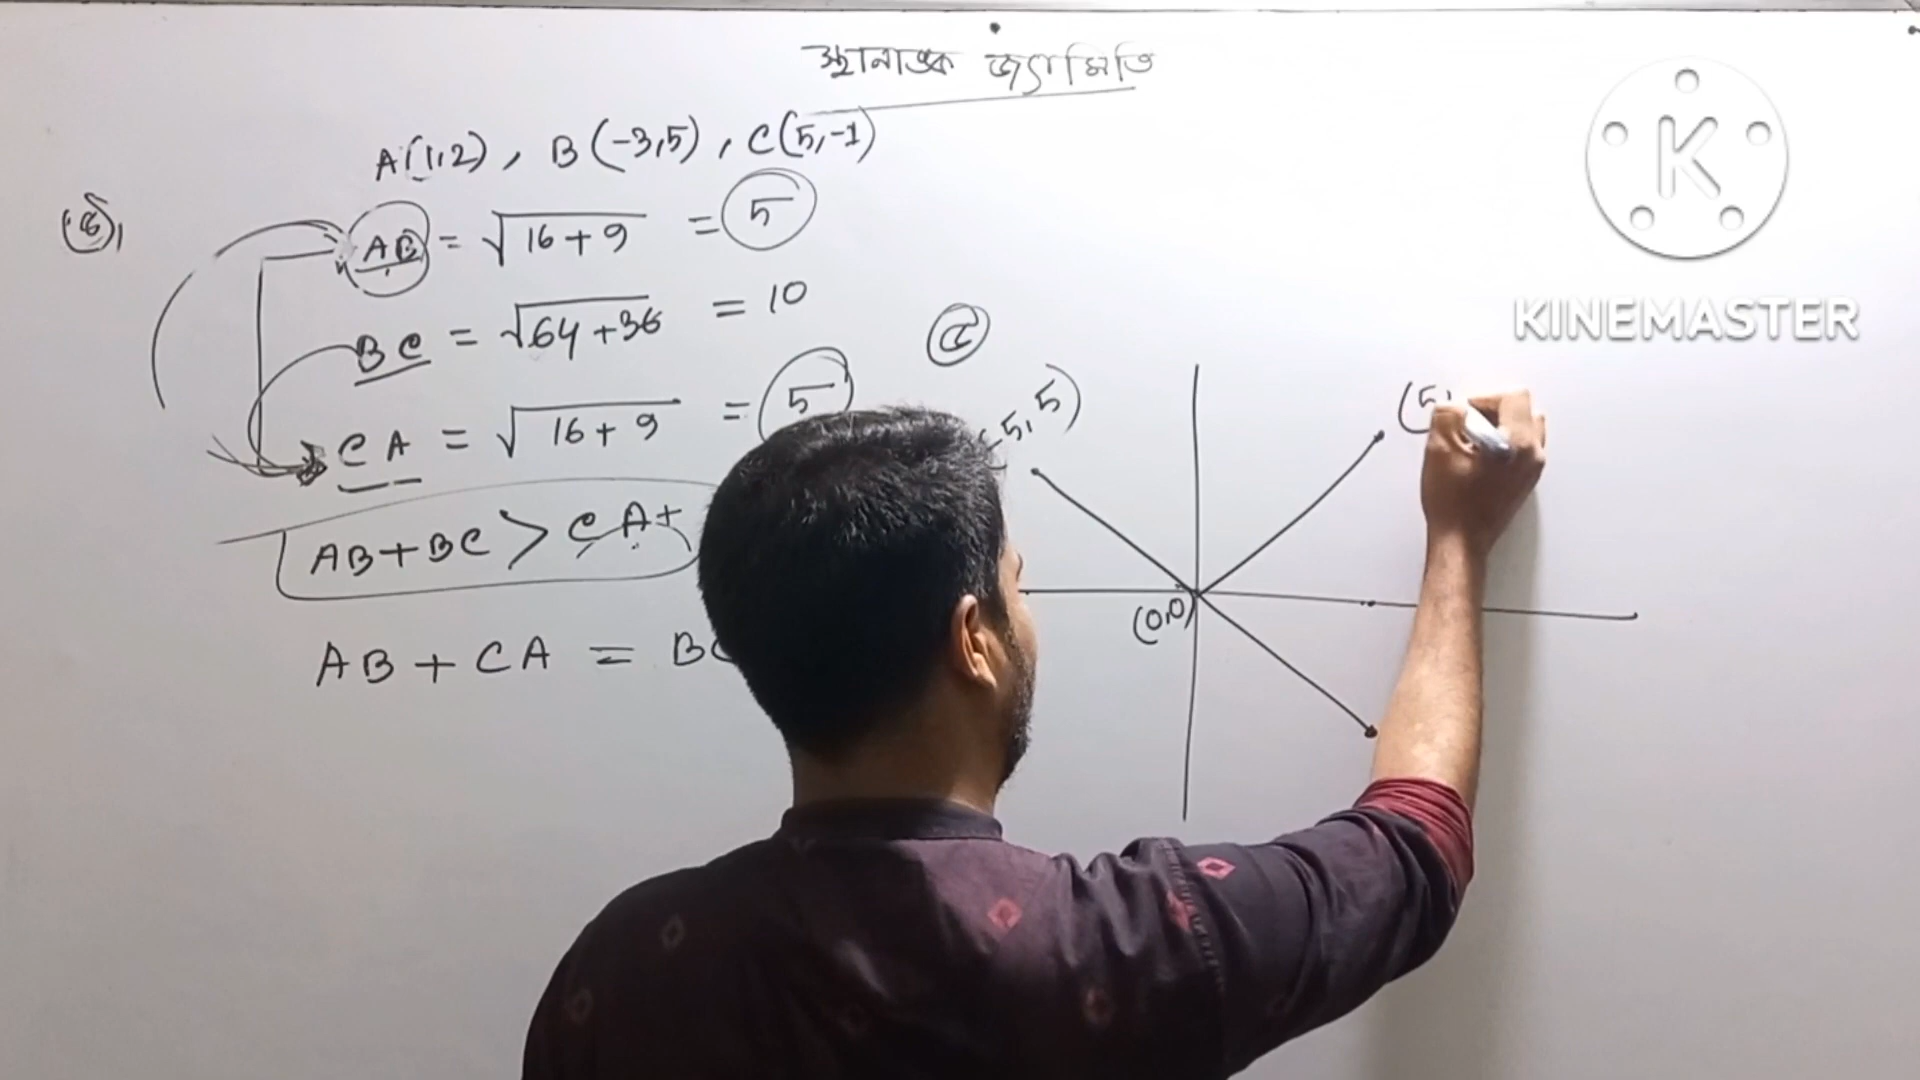 স্থানাঙ্ক জ্যামিতি
A(1,2) , B(-3,5) , C(5,-1)
AB = √16+9 = 5
BC = √64+36 = 10
CA = √16+9 = 5
AB+BC > CA+
AB + CA = BC
(-5,5)
(5,
(0,0)
K
KINEMASTER